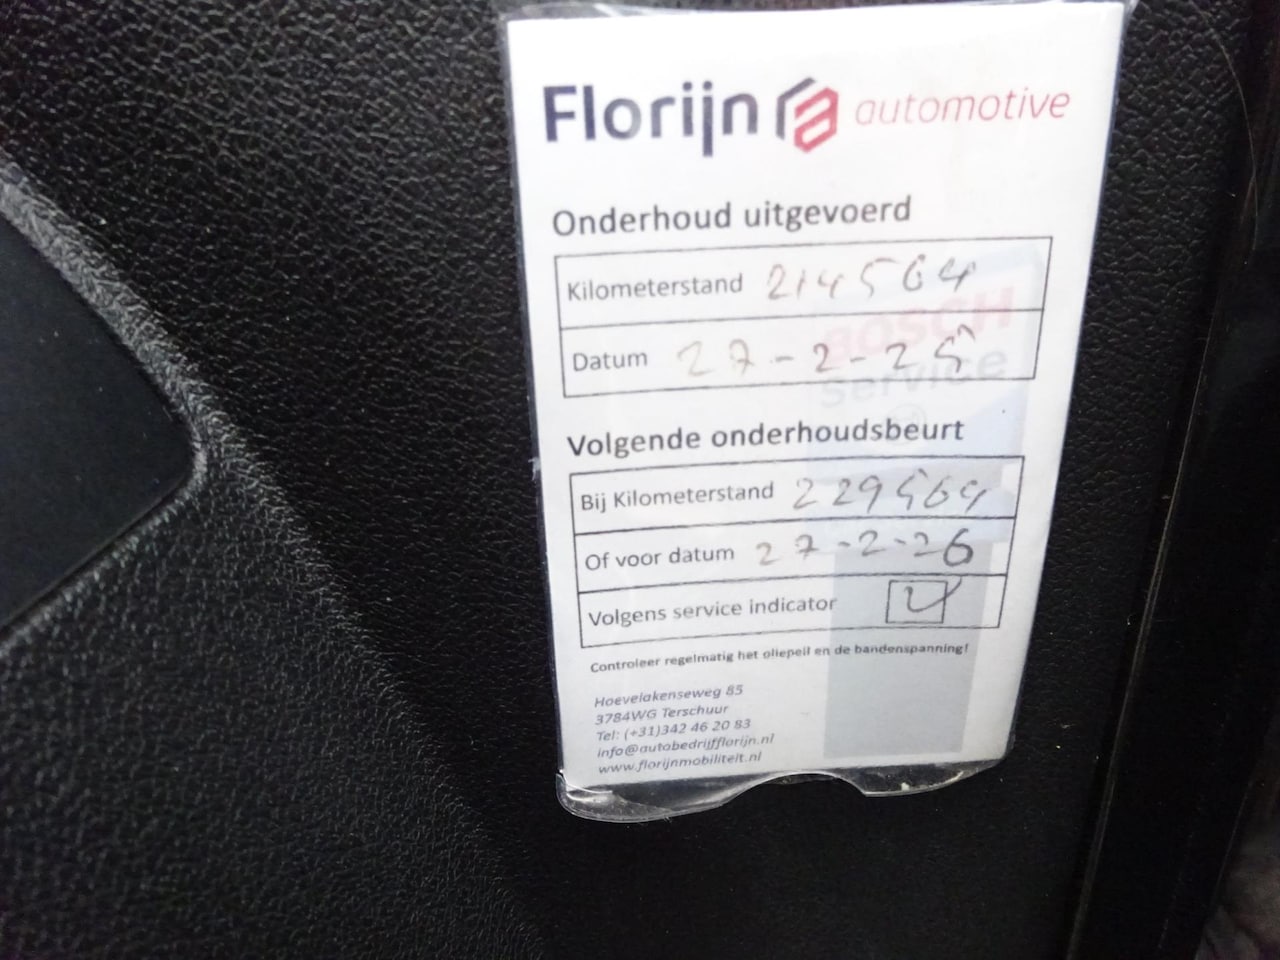 Florijn automotive
Onderhoud uitgevoerd
Kilometerstand 214564
Datum 27-2-25
BOSCH
Service
Volgende onderhoudsbeurt
Bij Kilometerstand 229564
Of voor datum 27-2-26
Volgens service indicator
Controleer regelmatig het oliepeil en de bandenspanning!
Hoevelakenseweg 85
3784WG Terschuur
Tel: (+31)342 46 20 83
info@autobedrijfflorijn.nl
www.florijnmobiliteit.nl